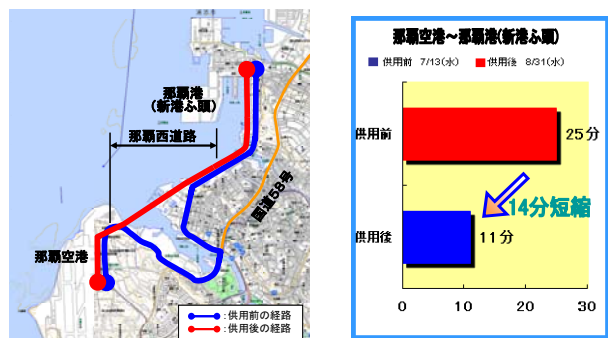 那覇港
(新港ふ頭)
那覇西道路
国道58号
那覇空港
:供用前の経路
:供用後の経路
那覇空港～那覇港(新港ふ頭)
供用前 7/13(水) 供用後 8/31(水)
供用前
25分
14分短縮
供用後
11分
0 10 20 30